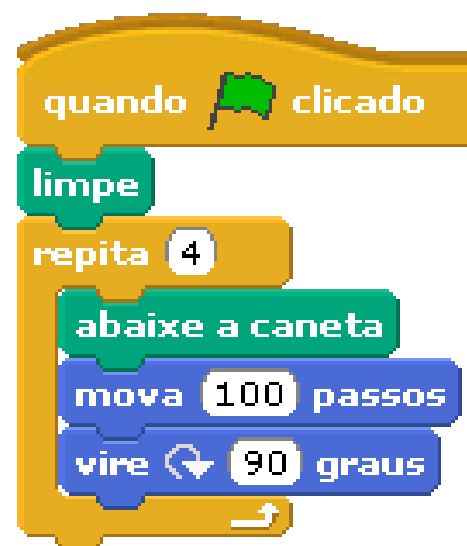 quando clicado
limpe
repita 4
abaixe a caneta
mova 100 passos
vire 90 graus